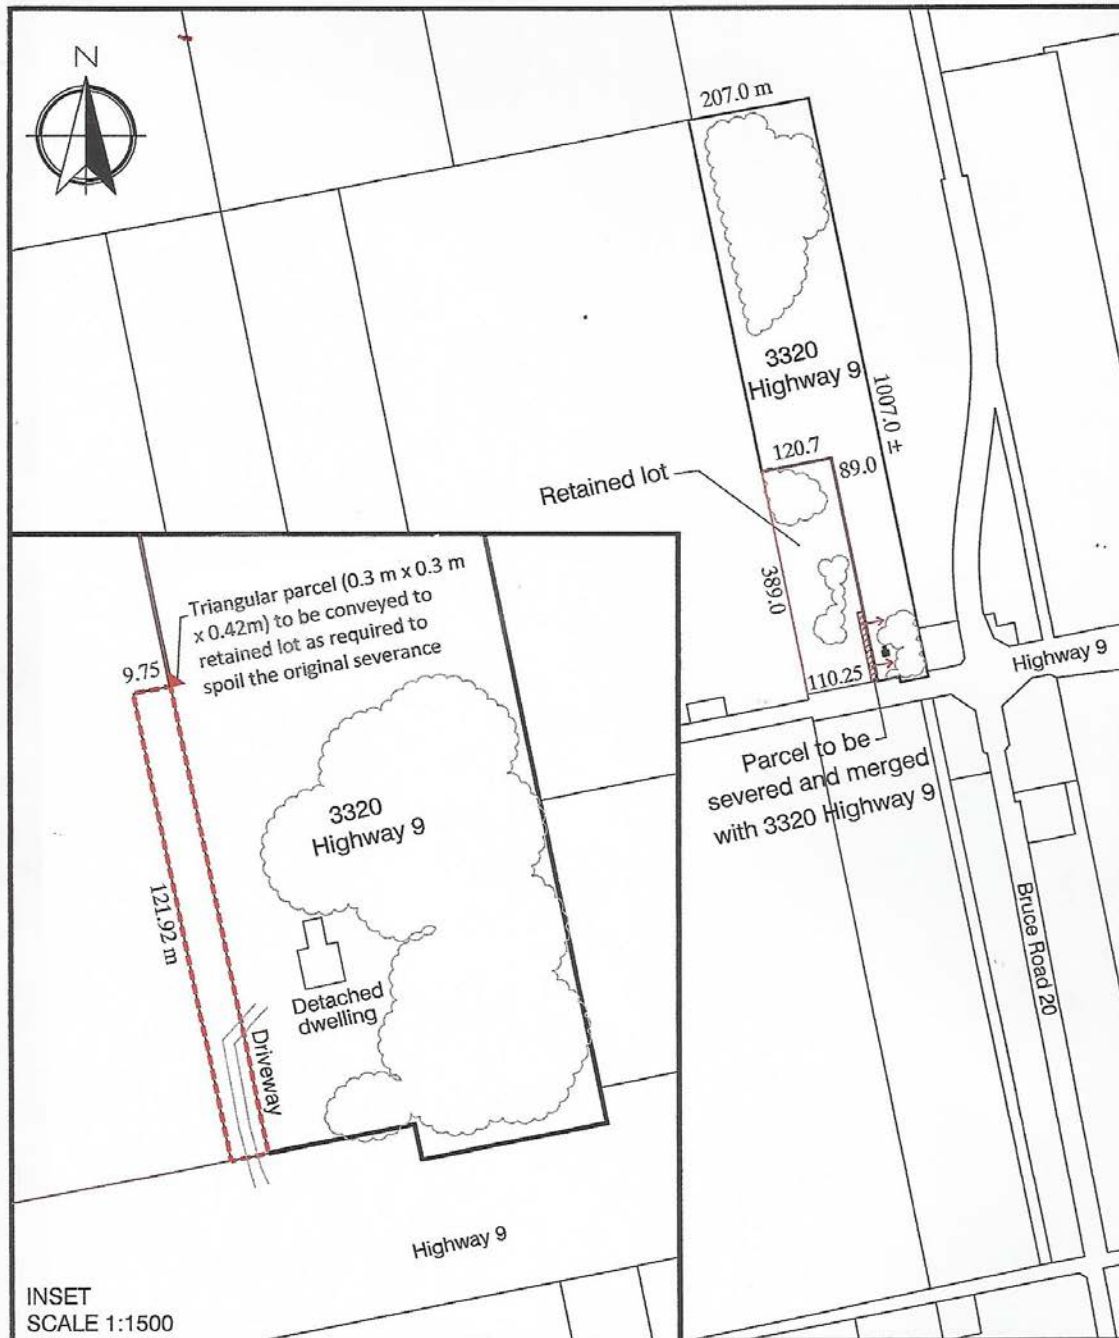 N
207.0 m
3320
Highway 9
1007.0 ±
120.7
89.0
Retained lot
389.0
110.25
Highway 9
Parcel to be
severed and merged
with 3320 Highway 9
Bruce Road 20
Triangular parcel (0.3 m x 0.3 m
x 0.42m) to be conveyed to
retained lot as required to
spoil the original severance
9.75
3320
Highway 9
121.92 m
Detached
dwelling
Driveway
Highway 9
INSET
SCALE 1:1500